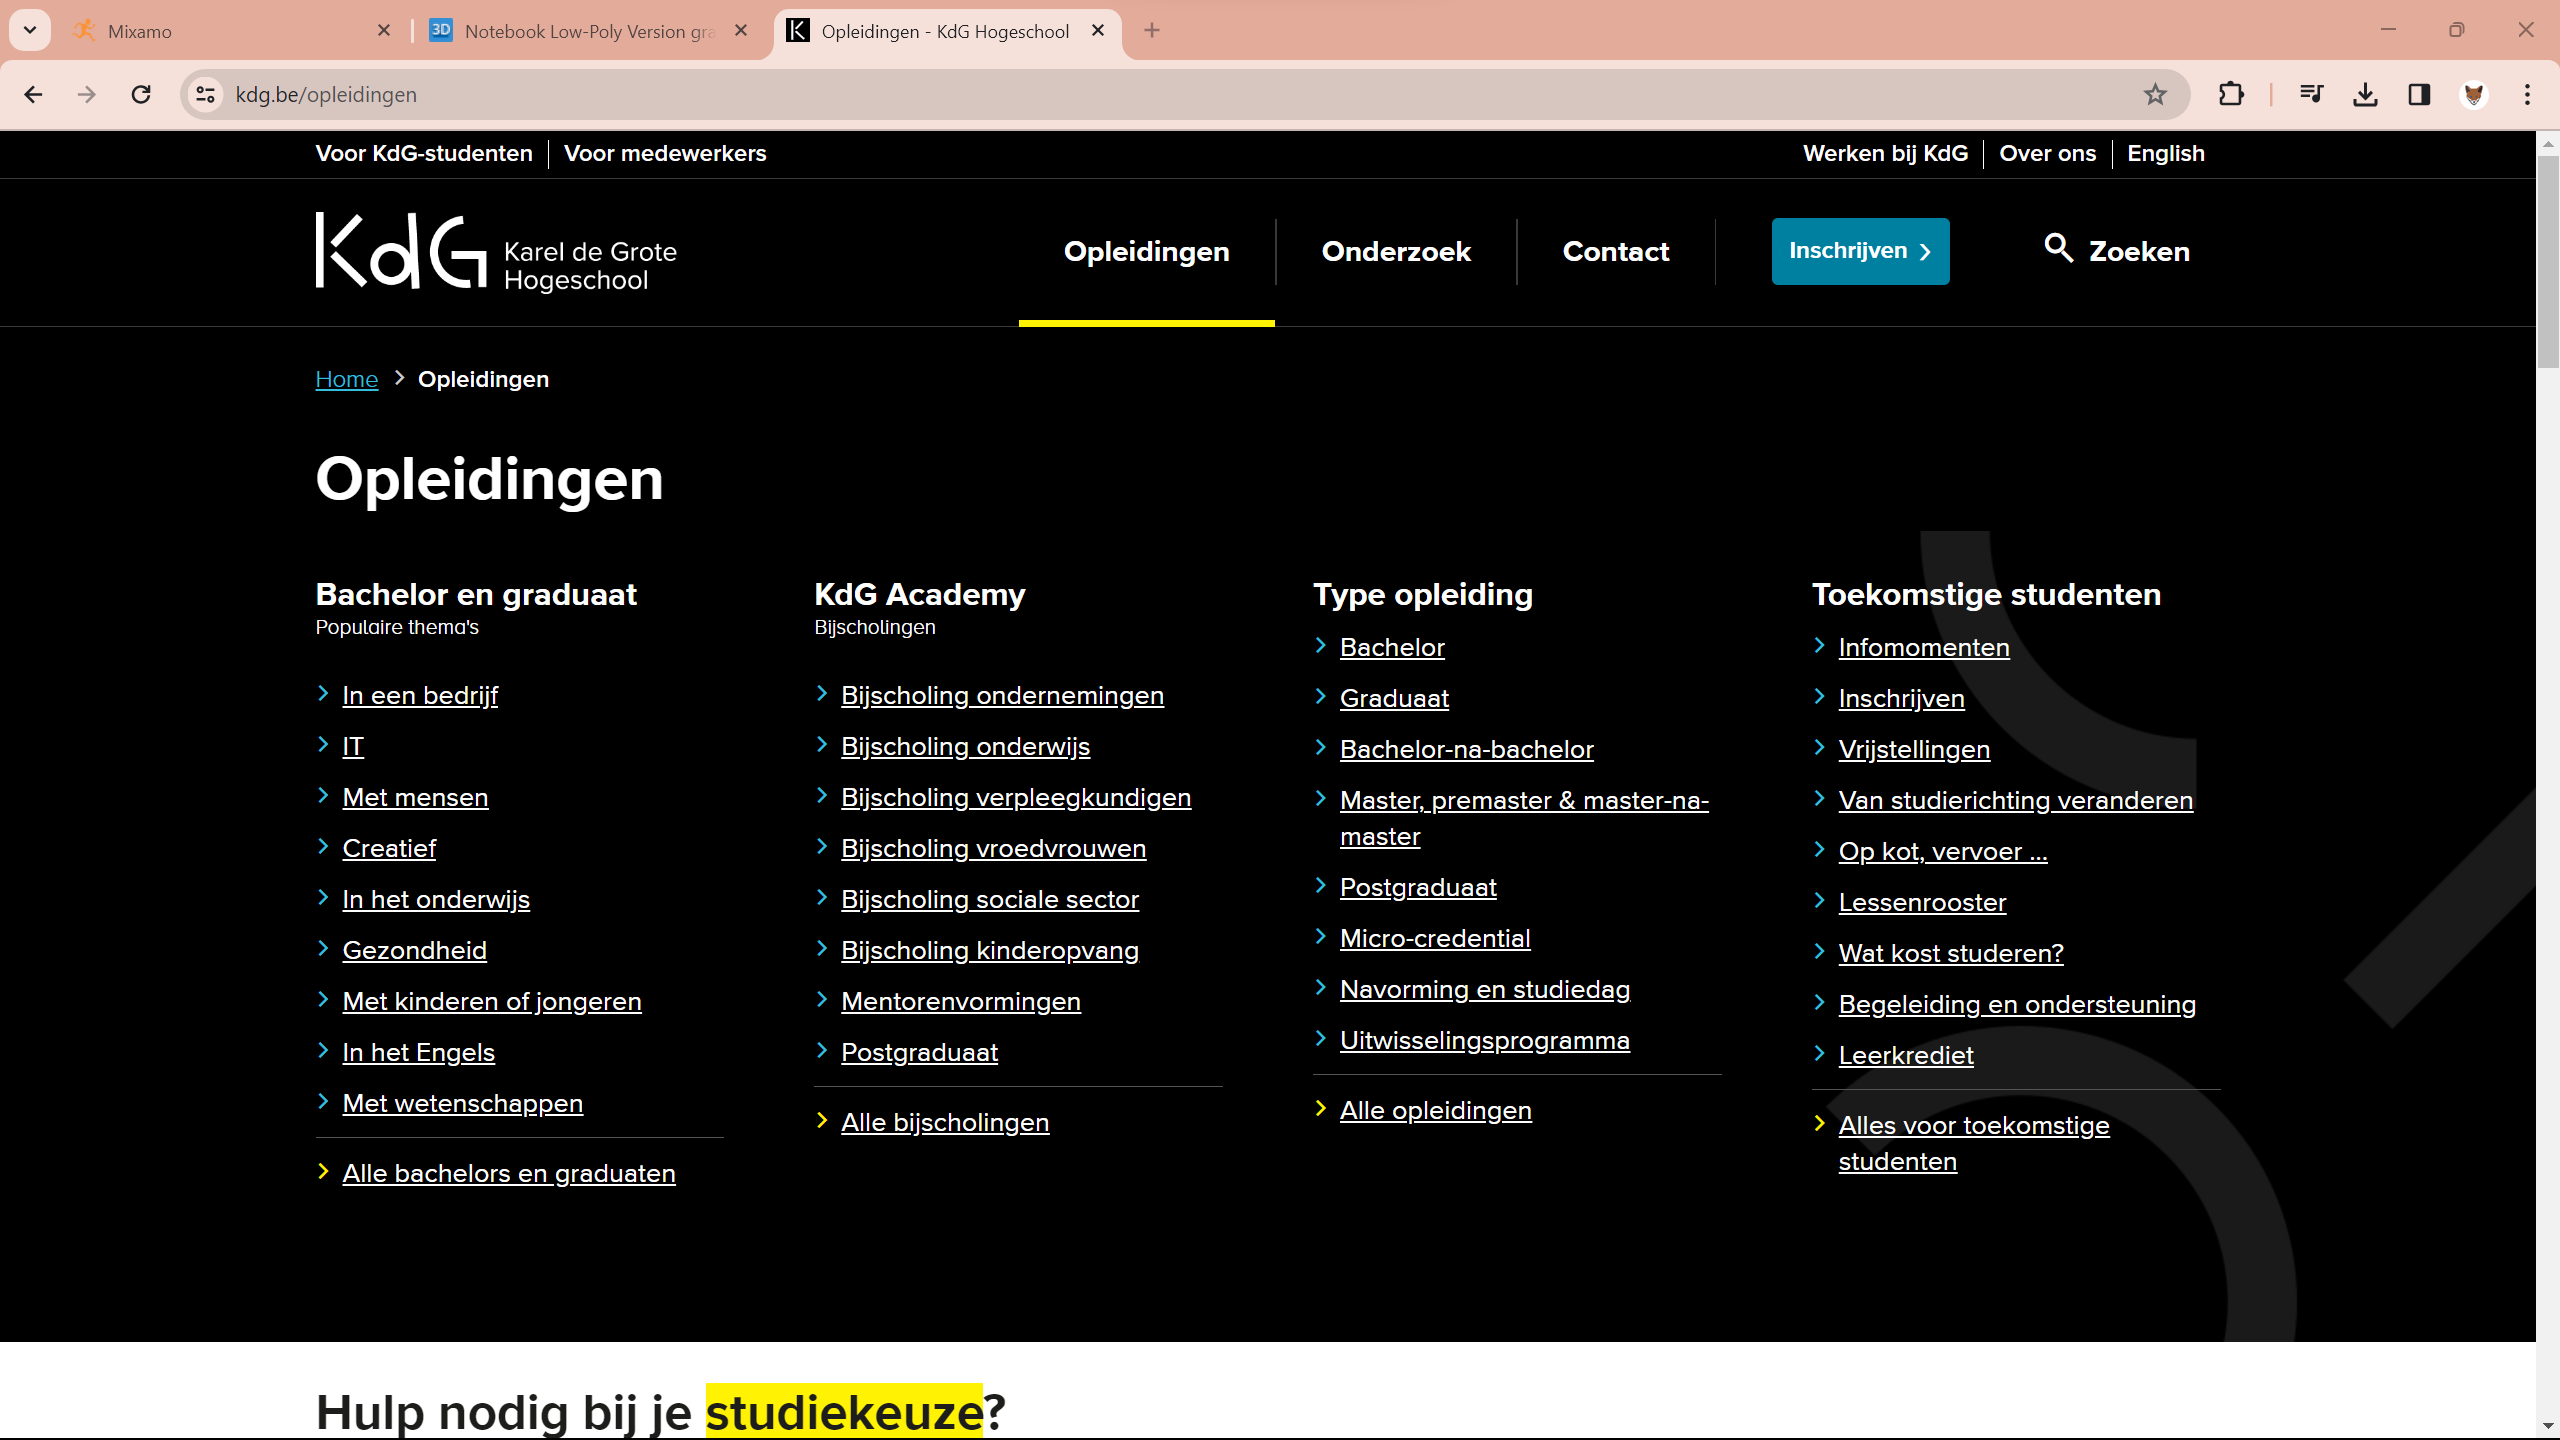 Mixamo
3D
Notebook Low-Poly Version gra
Opleidingen - KdG Hogeschool
kdg.be/opleidingen
Voor KdG-studenten
Voor medewerkers
Werken bij KdG
Over ons
English
KdG
Karel de Grote
Hogeschool
Opleidingen
Onderzoek
Contact
Inschrijven
Zoeken
Home
Opleidingen
Opleidingen
Bachelor en graduaat
Populaire thema's
In een bedrijf
IT
Met mensen
Creatief
In het onderwijs
Gezondheid
Met kinderen of jongeren
In het Engels
Met wetenschappen
Alle bachelors en graduaten
KdG Academy
Bijscholingen
Bijscholing ondernemingen
Bijscholing onderwijs
Bijscholing verpleegkundigen
Bijscholing vroedvrouwen
Bijscholing sociale sector
Bijscholing kinderopvang
Mentorenvormingen
Postgraduaat
Alle bijscholingen
Type opleiding
Bachelor
Graduaat
Bachelor-na-bachelor
Master, premaster & master-na-
master
Postgraduaat
Micro-credential
Navorming en studiedag
Uitwisselingsprogramma
Alle opleidingen
Toekomstige studenten
Infomomenten
Inschrijven
Vrijstellingen
Van studierichting veranderen
Op kot, vervoer ...
Lessenrooster
Wat kost studeren?
Begeleiding en ondersteuning
Leerkrediet
Alles voor toekomstige
studenten
Hulp nodig bij je studiekeuze?